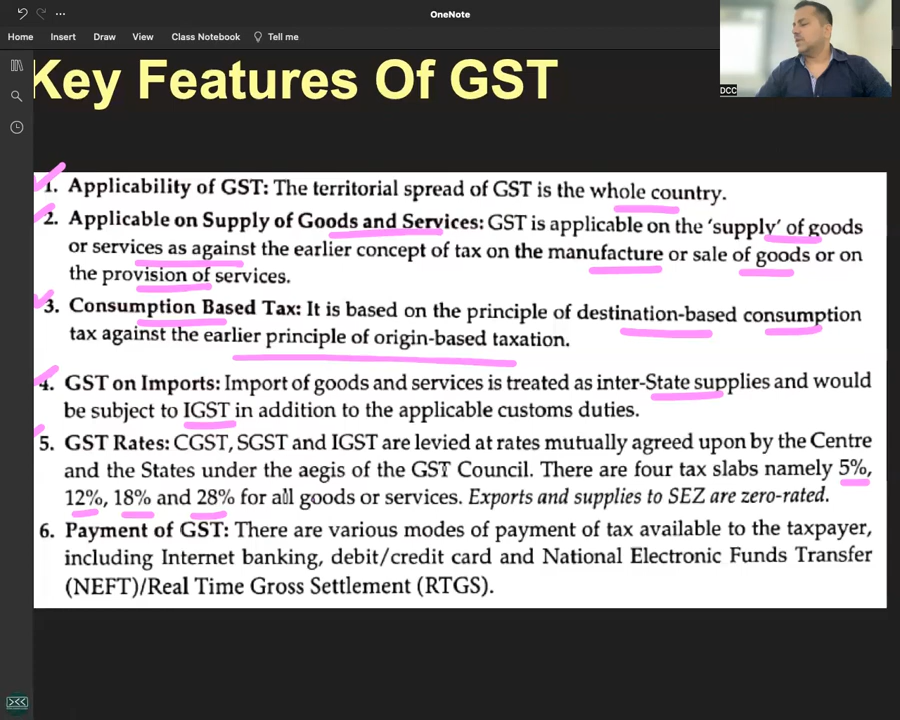 OneNote
Home Insert Draw View Class Notebook Tell me
DCC
Key Features Of GST
1. Applicability of GST: The territorial spread of GST is the whole country.
2. Applicable on Supply of Goods and Services: GST is applicable on the 'supply' of goods
or services as against the earlier concept of tax on the manufacture or sale of goods or on
the provision of services.
3. Consumption Based Tax: It is based on the principle of destination-based consumption
tax against the earlier principle of origin-based taxation.
4. GST on Imports: Import of goods and services is treated as inter-State supplies and would
be subject to IGST in addition to the applicable customs duties.
5. GST Rates: CGST, SGST and IGST are levied at rates mutually agreed upon by the Centre
and the States under the aegis of the GST Council. There are four tax slabs namely 5%,
12%, 18% and 28% for all goods or services. Exports and supplies to SEZ are zero-rated.
6. Payment of GST: There are various modes of payment of tax available to the taxpayer,
including Internet banking, debit/credit card and National Electronic Funds Transfer
(NEFT)/Real Time Gross Settlement (RTGS).